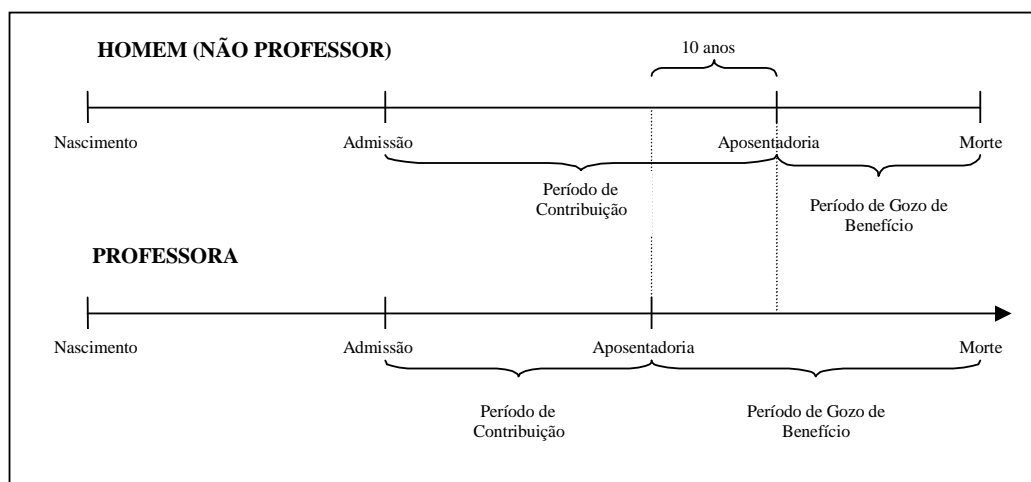 HOMEM (NÃO PROFESSOR)
10 anos
Nascimento
Admissão
Aposentadoria
Morte
Período de
Contribuição
Período de Gozo de
Benefício
PROFESSORA
Nascimento
Admissão
Aposentadoria
Morte
Período de
Contribuição
Período de Gozo de
Benefício